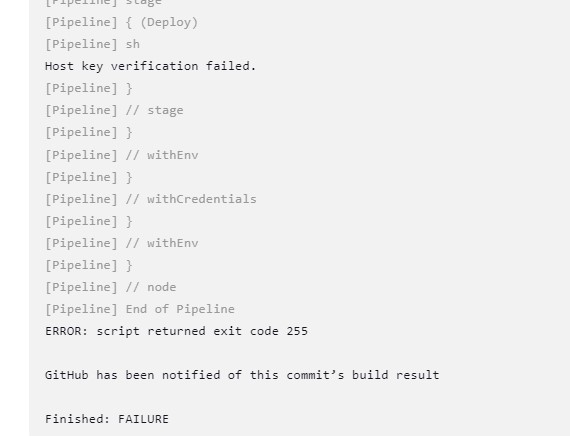 [Pipeline] stage
[Pipeline] { (Deploy)
[Pipeline] sh
Host key verification failed.
[Pipeline] }
[Pipeline] // stage
[Pipeline] }
[Pipeline] // withEnv
[Pipeline] }
[Pipeline] // withCredentials
[Pipeline] }
[Pipeline] // withEnv
[Pipeline] }
[Pipeline] // node
[Pipeline] End of Pipeline
ERROR: script returned exit code 255
GitHub has been notified of this commit’s build result
Finished: FAILURE